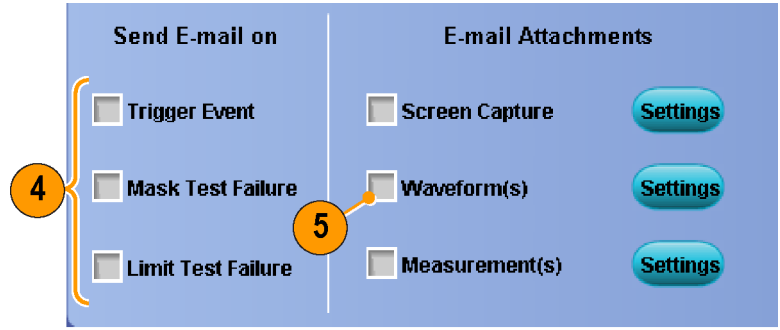 Send E-mail on
E-mail Attachments
Trigger Event
Screen Capture
Settings
4
Mask Test Failure
Waveform(s)
Settings
5
Limit Test Failure
Measurement(s)
Settings